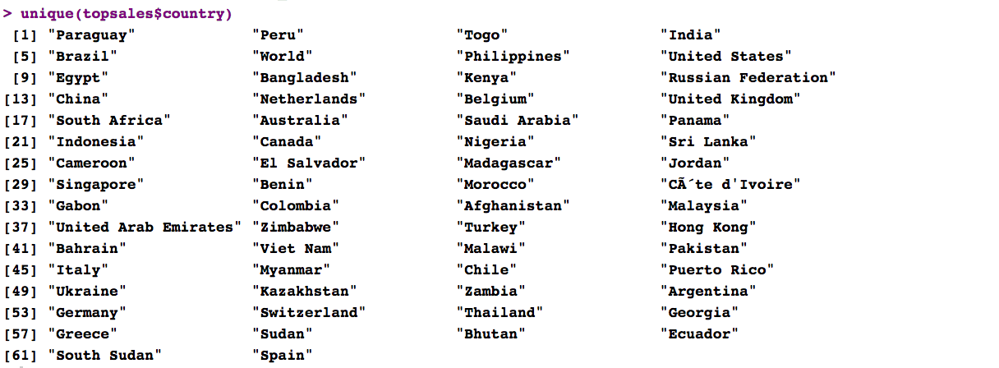 > unique(topsales$country)
 [1] "Paraguay"             "Peru"                 "Togo"                 "India"
 [5] "Brazil"               "World"                "Philippines"          "United States"
 [9] "Egypt"                "Bangladesh"           "Kenya"                "Russian Federation"
[13] "China"                "Netherlands"          "Belgium"              "United Kingdom"
[17] "South Africa"         "Australia"            "Saudi Arabia"         "Panama"
[21] "Indonesia"            "Canada"               "Nigeria"              "Sri Lanka"
[25] "Cameroon"             "El Salvador"          "Madagascar"           "Jordan"
[29] "Singapore"            "Benin"                "Morocco"              "CÃ´te d'Ivoire"
[33] "Gabon"                "Colombia"             "Afghanistan"          "Malaysia"
[37] "United Arab Emirates" "Zimbabwe"             "Turkey"               "Hong Kong"
[41] "Bahrain"              "Viet Nam"             "Malawi"               "Pakistan"
[45] "Italy"                "Myanmar"              "Chile"                "Puerto Rico"
[49] "Ukraine"              "Kazakhstan"           "Zambia"               "Argentina"
[53] "Germany"              "Switzerland"          "Thailand"             "Georgia"
[57] "Greece"               "Sudan"                "Bhutan"               "Ecuador"
[61] "South Sudan"          "Spain"